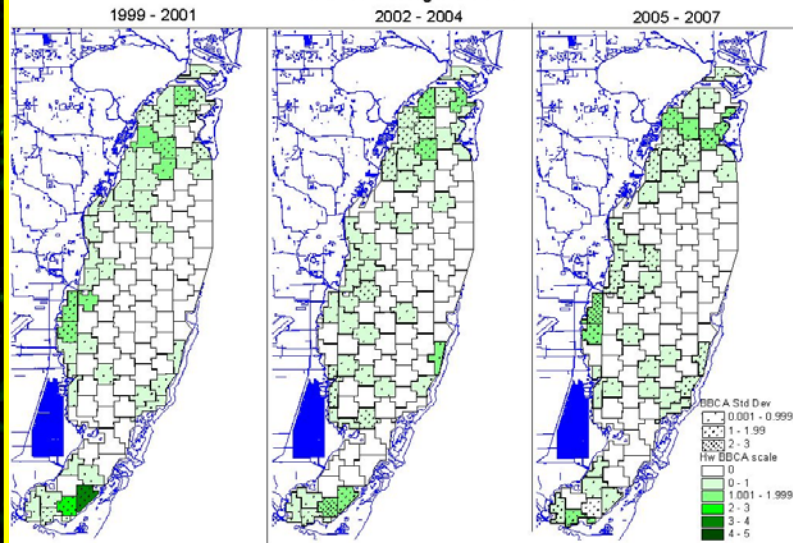 1999 - 2001
2002 - 2004
2005 - 2007
BBCA Std Dev
0.001 - 0.999
1 - 1.99
2 - 3
Hw BBCA scale
0
0 - 1
1.001 - 1.999
2 - 3
3 - 4
4 - 5